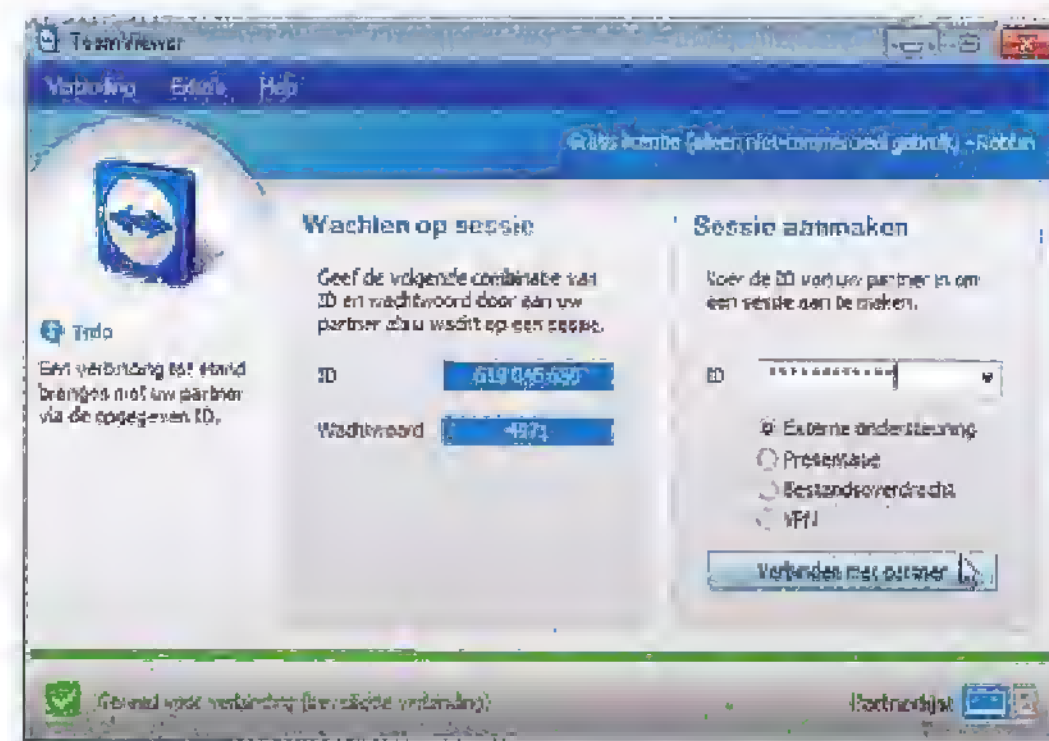 TeamViewer
Verbinding Extra's Help
Gratis licentie (alleen niet-commercieel gebruik) - Robbin
Wachten op sessie
Geef de volgende combinatie van
ID en wachtwoord door aan uw
partner als u wacht op een sessie.
ID
Wachtwoord
Sessie aanmaken
Voer de ID van uw partner in om
een sessie aan te maken.
ID ************
Externe ondersteuning
Presentatie
Bestandsoverdracht
VPN
Verbinden met partner
Info
Een verbinding tot stand
brengen met uw partner
via de opgegeven ID.
Gereed voor verbinding (beveiligde verbinding)
Partnerlijst